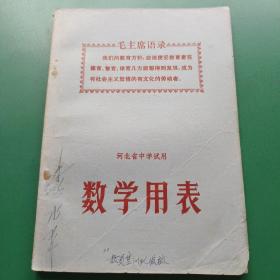 毛主席语录
我们的教育方针，应该使受教育者在
德育、智育、体育几方面都得到发展，成为
有社会主义觉悟的有文化的劳动者。
河北省中学试用
数学用表